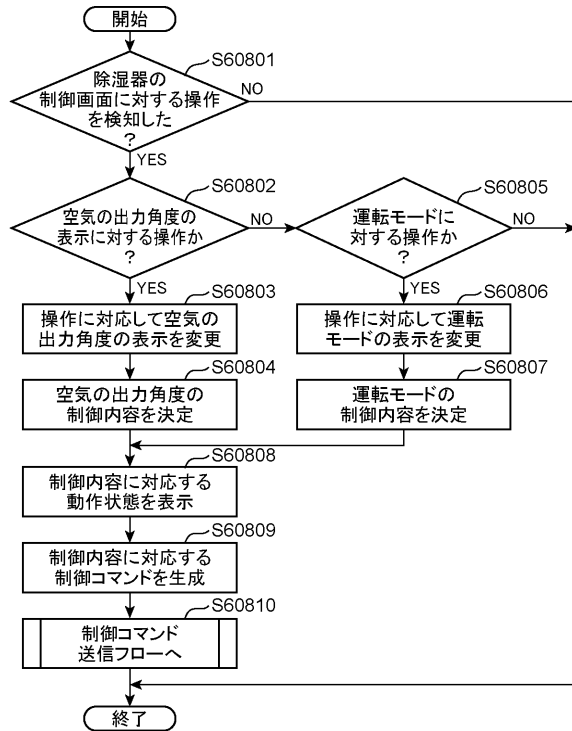 開始
S60801
除湿器の
制御画面に対する操作
を検知した
?
NO
YES
S60802
空気の出力角度の
表示に対する操作か
?
NO
YES
S60805
運転モードに
対する操作か
?
NO
YES
S60803
操作に対応して空気の
出力角度の表示を変更
S60806
操作に対応して運転
モードの表示を変更
S60804
空気の出力角度の
制御内容を決定
S60807
運転モードの
制御内容を決定
S60808
制御内容に対応する
動作状態を表示
S60809
制御内容に対応する
制御コマンドを生成
S60810
制御コマンド
送信フローへ
終了